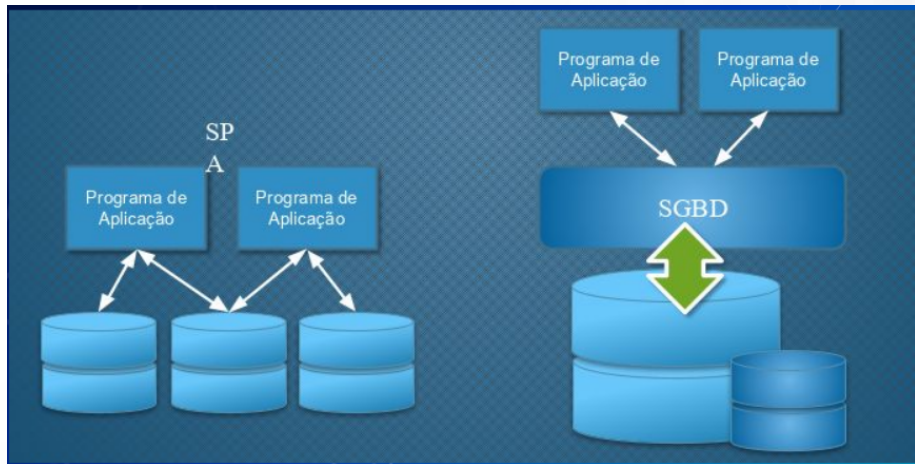 SP
A
Programa de
Aplicação
Programa de
Aplicação
Programa de
Aplicação
Programa de
Aplicação
SGBD